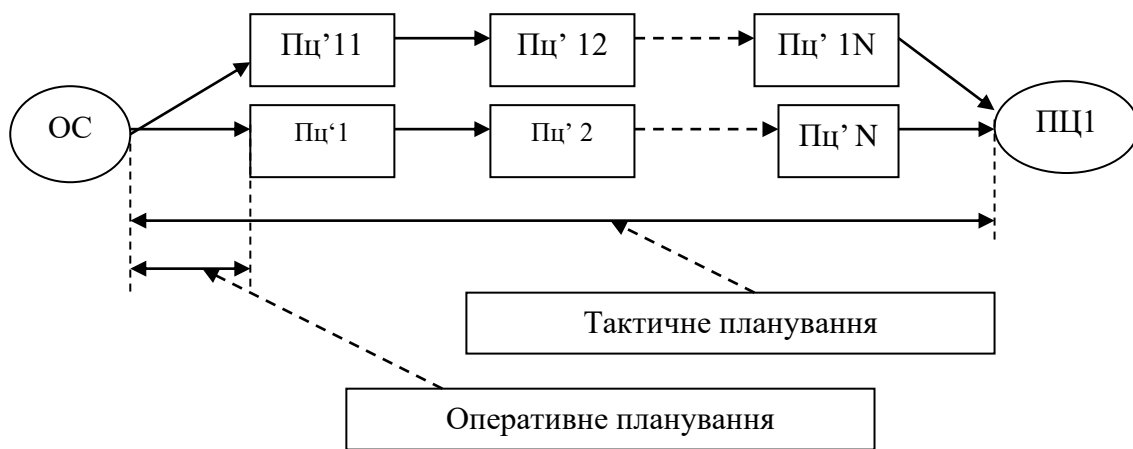 Пц’11
Пц’ 12
Пц’ 1N
ОС
Пц‘1
Пц’ 2
Пц’ N
ПЦ1
Тактичне планування
Оперативне планування